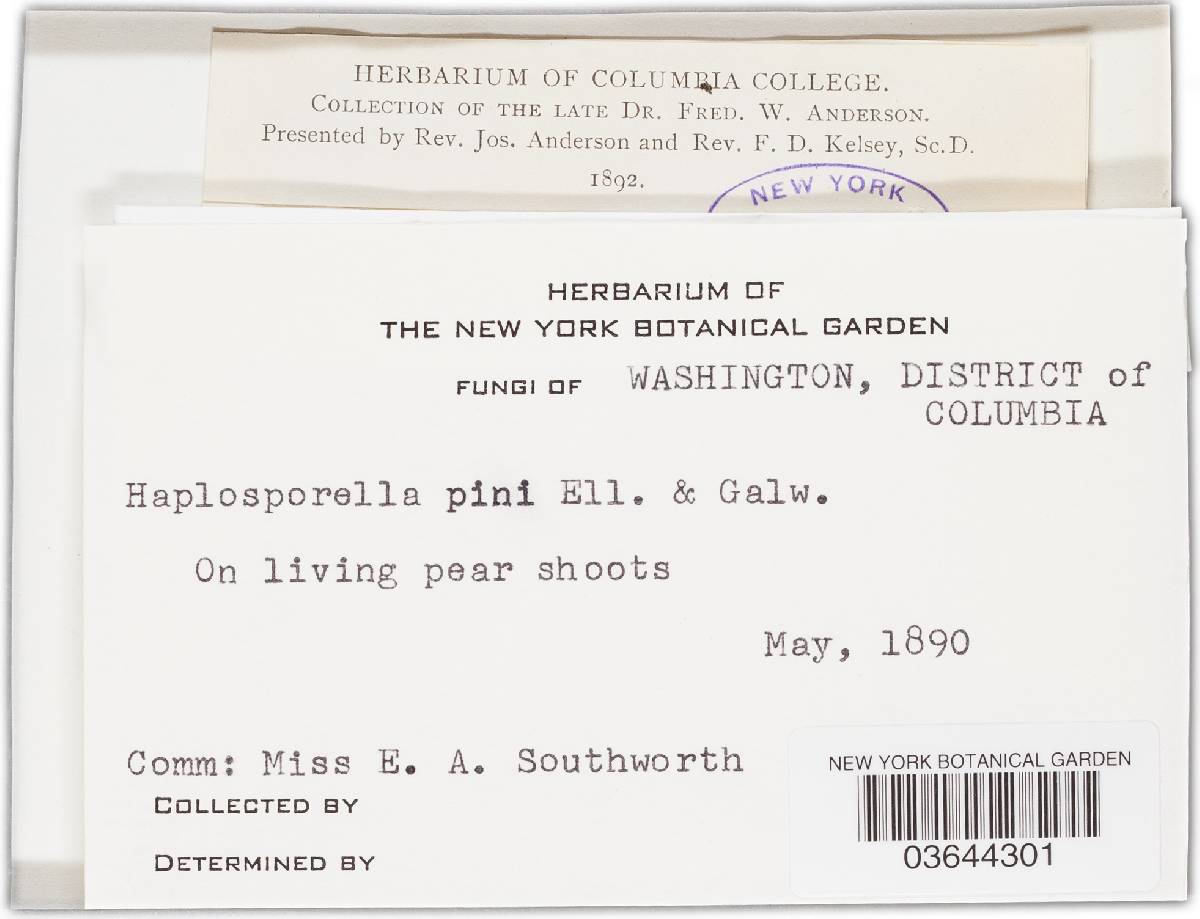 HERBARIUM OF COLUMBIA COLLEGE.
COLLECTION OF THE LATE DR. FRED. W. ANDERSON.
Presented by Rev. Jos. Anderson and Rev. F. D. Kelsey, Sc.D.
1892.
NEW YORK
HERBARIUM OF
THE NEW YORK BOTANICAL GARDEN
FUNGI OF WASHINGTON, DISTRICT of
COLUMBIA
Haplosporella pini Ell. & Galw.
On living pear shoots
May, 1890
Comm: Miss E. A. Southworth
COLLECTED BY
DETERMINED BY
NEW YORK BOTANICAL GARDEN
03644301